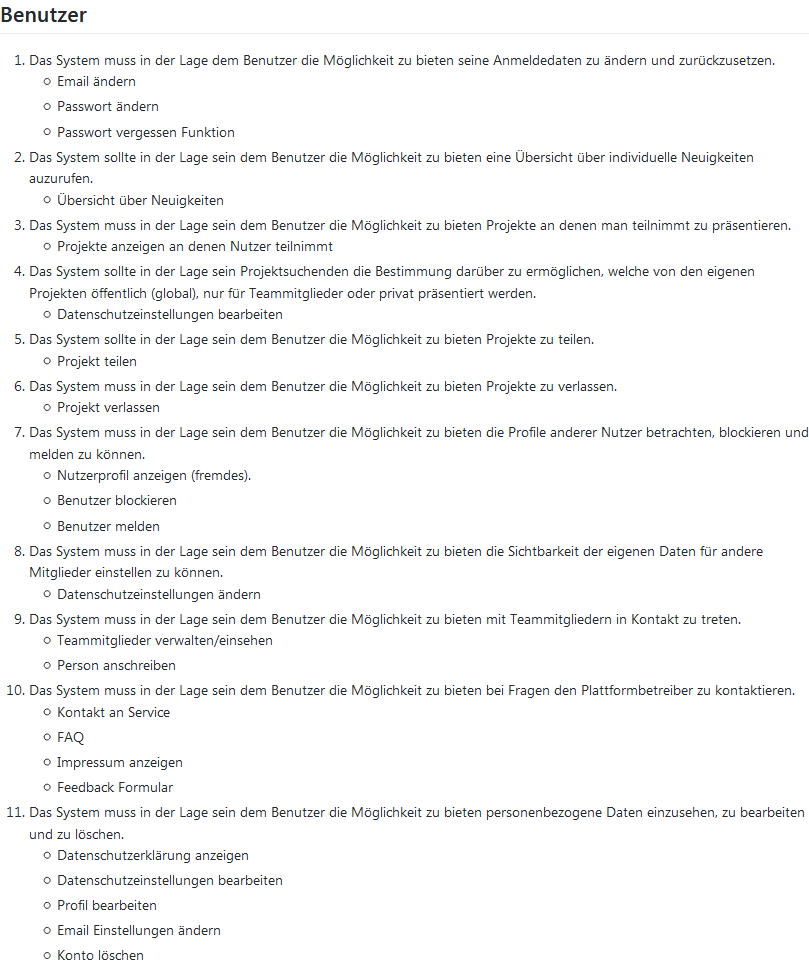 Benutzer
1. Das System muss in der Lage dem Benutzer die Möglichkeit zu bieten seine Anmeldedaten zu ändern und zurückzusetzen.
○ Email ändern
○ Passwort ändern
○ Passwort vergessen Funktion
2. Das System sollte in der Lage sein dem Benutzer die Möglichkeit zu bieten eine Übersicht über individuelle Neuigkeiten
auzurufen.
○ Übersicht über Neuigkeiten
3. Das System muss in der Lage sein dem Benutzer die Möglichkeit zu bieten Projekte an denen man teilnimmt zu präsentieren.
○ Projekte anzeigen an denen Nutzer teilnimmt
4. Das System sollte in der Lage sein Projektsuchenden die Bestimmung darüber zu ermöglichen, welche von den eigenen
Projekten öffentlich (global), nur für Teammitglieder oder privat präsentiert werden.
○ Datenschutzeinstellungen bearbeiten
5. Das System sollte in der Lage sein dem Benutzer die Möglichkeit zu bieten Projekte zu teilen.
○ Projekt teilen
6. Das System muss in der Lage sein dem Benutzer die Möglichkeit zu bieten Projekte zu verlassen.
○ Projekt verlassen
7. Das System muss in der Lage sein dem Benutzer die Möglichkeit zu bieten die Profile anderer Nutzer betrachten, blockieren und
melden zu können.
○ Nutzerprofil anzeigen (fremdes).
○ Benutzer blockieren
○ Benutzer melden
8. Das System muss in der Lage sein dem Benutzer die Möglichkeit zu bieten die Sichtbarkeit der eigenen Daten für andere
Mitglieder einstellen zu können.
○ Datenschutzeinstellungen ändern
9. Das System muss in der Lage sein dem Benutzer die Möglichkeit zu bieten mit Teammitgliedern in Kontakt zu treten.
○ Teammitglieder verwalten/einsehen
○ Person anschreiben
10. Das System muss in der Lage sein dem Benutzer die Möglichkeit zu bieten bei Fragen den Plattformbetreiber zu kontaktieren.
○ Kontakt an Service
○ FAQ
○ Impressum anzeigen
○ Feedback Formular
11. Das System muss in der Lage sein dem Benutzer die Möglichkeit zu bieten personenbezogene Daten einzusehen, zu bearbeiten
und zu löschen.
○ Datenschutzerklärung anzeigen
○ Datenschutzeinstellungen bearbeiten
○ Profil bearbeiten
○ Email Einstellungen ändern
○ Konto löschen